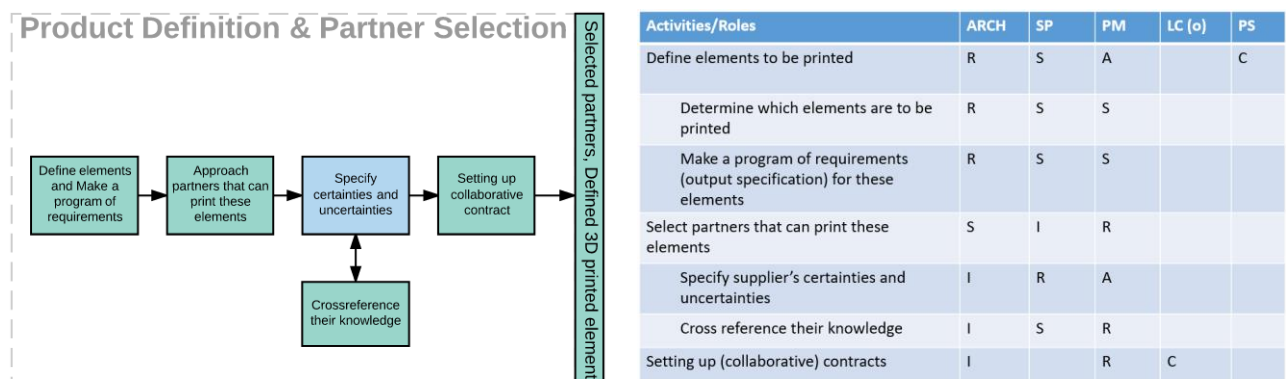 Product Definition & Partner Selection
Define elements
and Make a
program of
requirements
Approach
partners that can
print these
elements
Specify
certainties and
uncertainties
Setting up
collaborative
contract
Crossreference
their knowledge
Selected partners, Defined 3D printed element
Activities/Roles ARCH SP PM LC (o) PS
Define elements to be printed R S A C
Determine which elements are to be
printed R S S
Make a program of requirements
(output specification) for these
elements R S S
Select partners that can print these
elements S I R
Specify supplier's certainties and
uncertainties I R A
Cross reference their knowledge I S R
Setting up (collaborative) contracts I R C